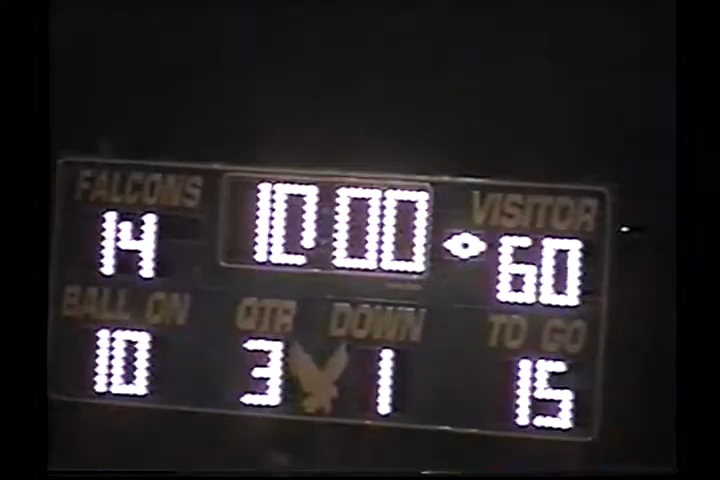 FALCONS 10:00 VISITOR
14 60
BALL ON QTR DOWN TO GO
10 3 1 15